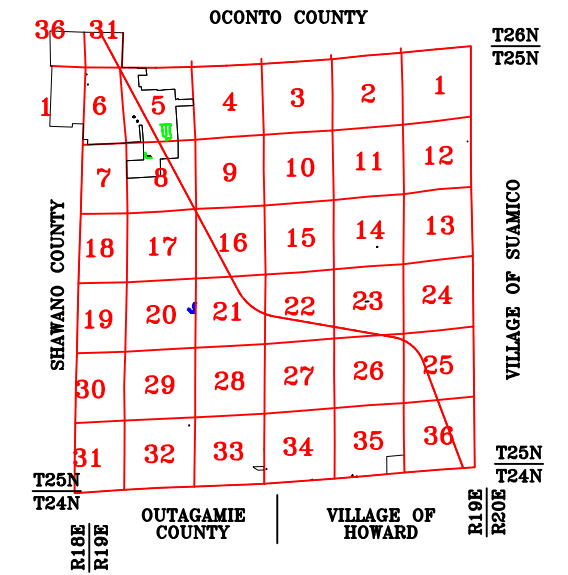 OCONTO COUNTY
36 31
T26N
T25N
1 6 5 4 3 2 1
7 8 9 10 11 12
18 17 16 15 14 13
19 20 21 22 23 24
30 29 28 27 26 25
31 32 33 34 35 36
SHAWANO COUNTY
VILLAGE OF SUAMICO
T25N
T24N
T25N
T24N
R18E
R19E
OUTAGAMIE
COUNTY
VILLAGE OF
HOWARD
R19E
R20E